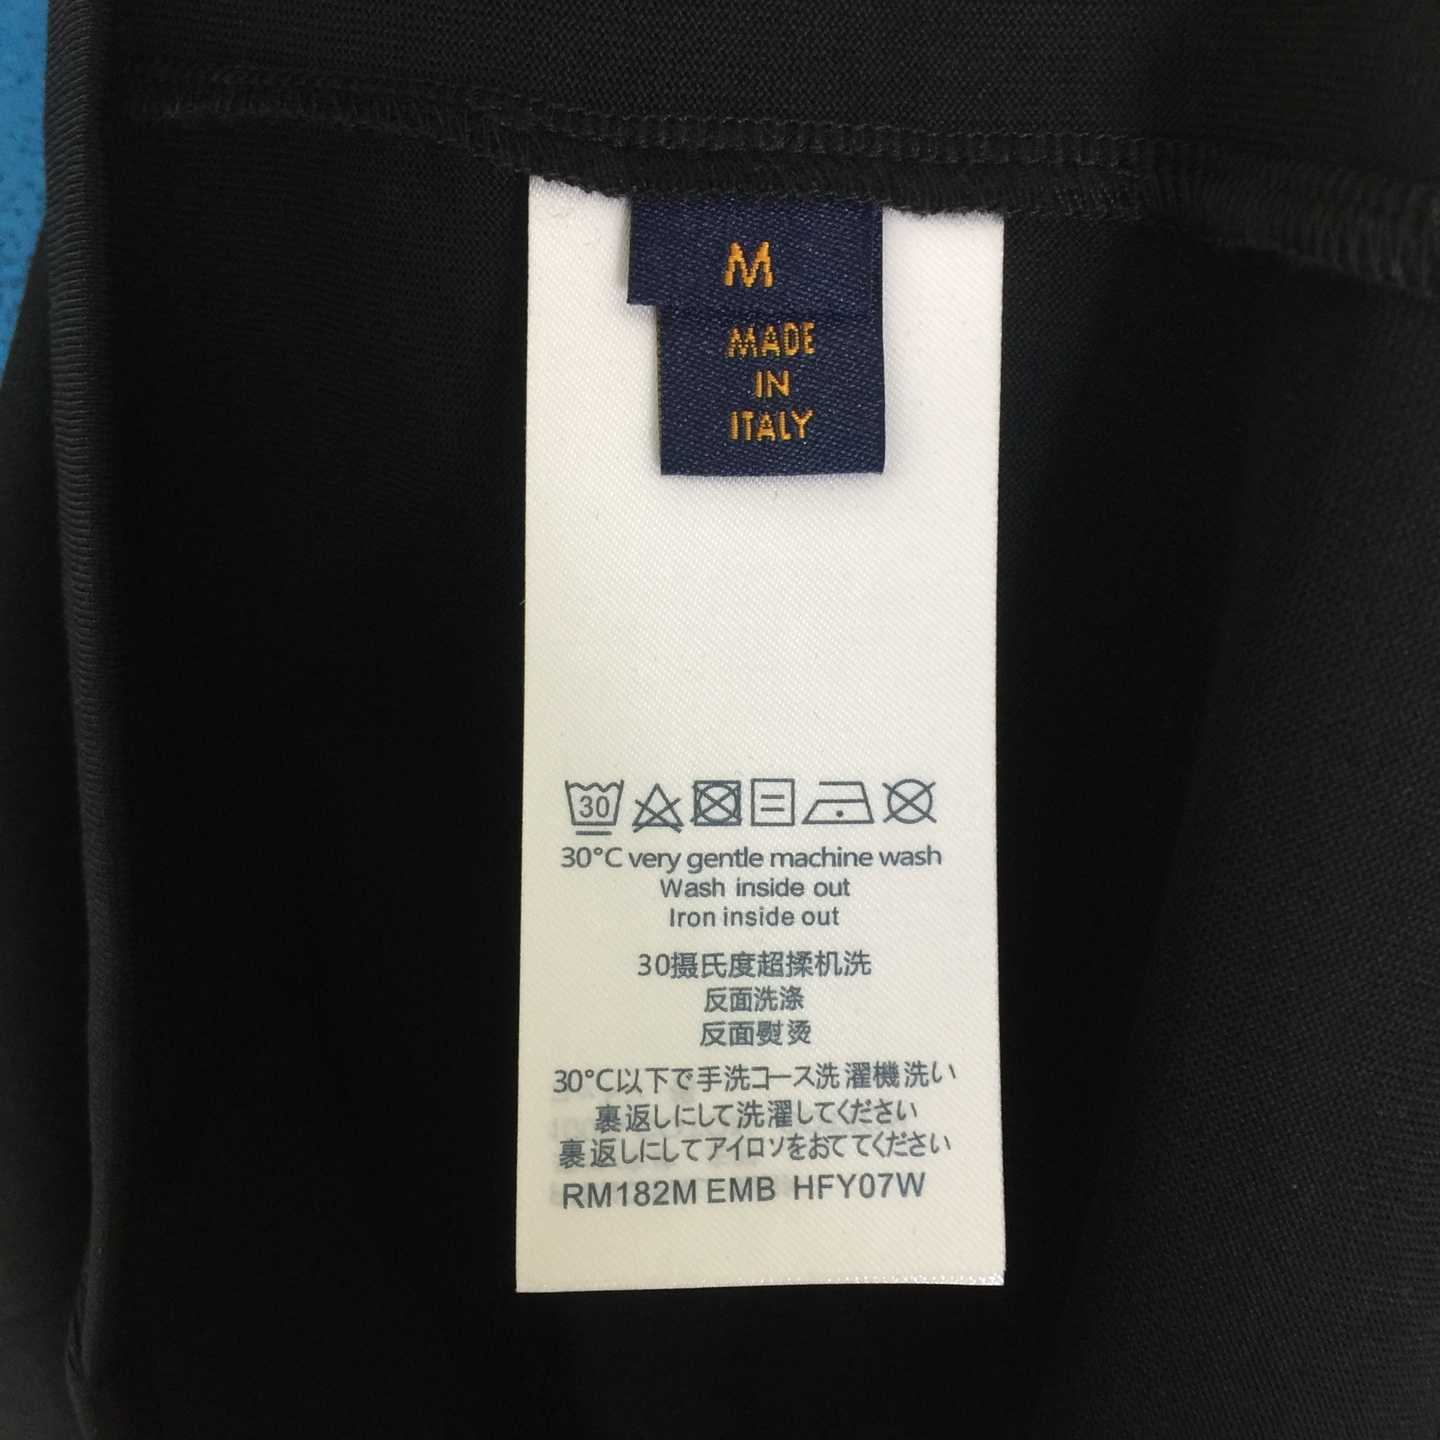 M
MADE
IN
ITALY
30
30°C very gentle machine wash
Wash inside out
Iron inside out
30摄氏度超揉机洗
反面洗涤
反面熨烫
30°C以下で手洗コース洗濯機洗い
裏返しにして洗濯してください
裏返しにしてアイロソをおててください
RM182M EMB HFY07W